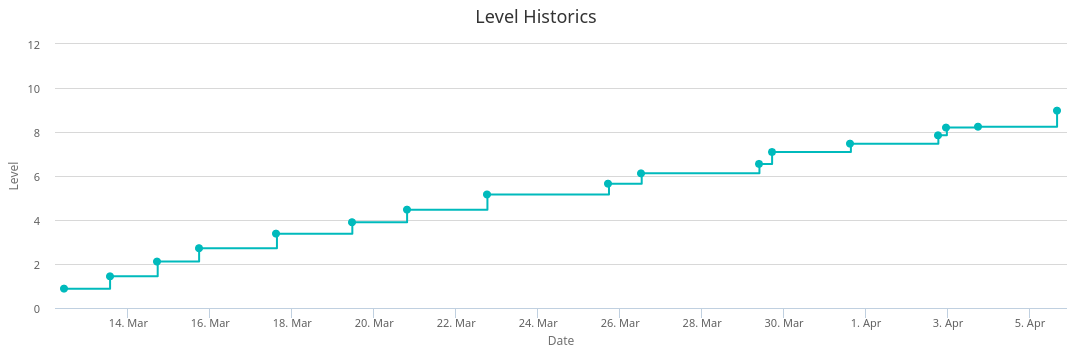 Level Historics
12
10
8
6
4
2
0
Level
14. Mar 16. Mar 18. Mar 20. Mar 22. Mar 24. Mar 26. Mar 28. Mar 30. Mar 1. Apr 3. Apr 5. Apr
Date